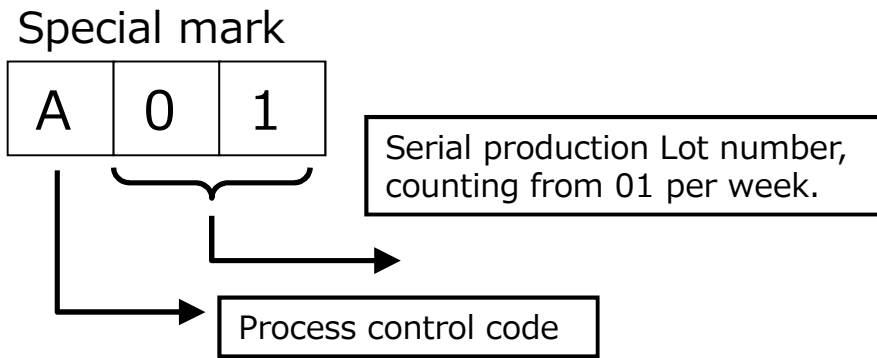 Special mark
A 0 1
Serial production Lot number,
counting from 01 per week.
Process control code